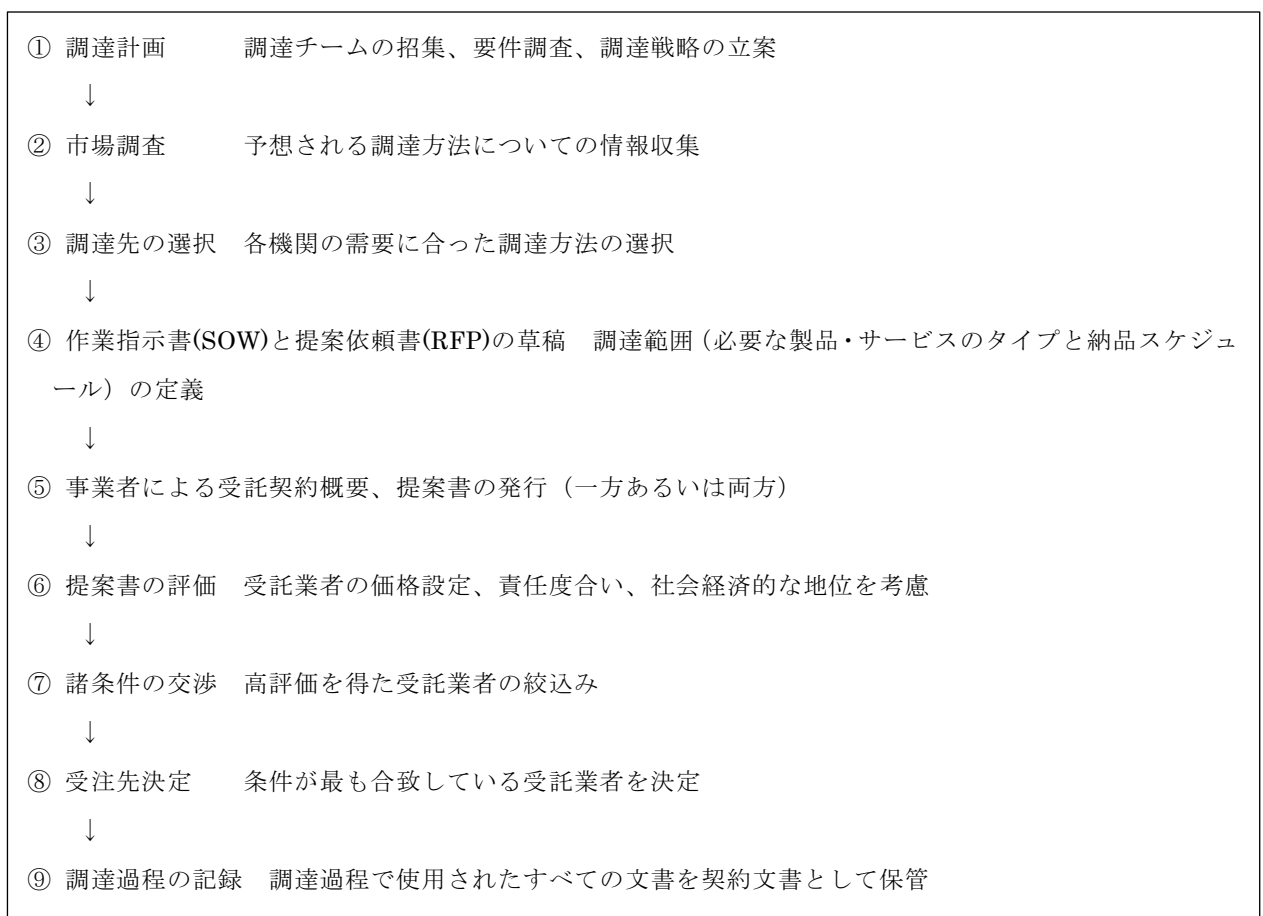 ① 調達計画　　　調達チームの招集、要件調査、調達戦略の立案
↓
② 市場調査　　　予想される調達方法についての情報収集
↓
③ 調達先の選択　各機関の需要に合った調達方法の選択
↓
④ 作業指示書(SOW)と提案依頼書(RFP)の草稿　調達範囲（必要な製品・サービスのタイプと納品スケジュ
ール）の定義
↓
⑤ 事業者による受託契約概要、提案書の発行（一方あるいは両方）
↓
⑥ 提案書の評価　受託業者の価格設定、責任度合い、社会経済的な地位を考慮
↓
⑦ 諸条件の交渉　高評価を得た受託業者の絞込み
↓
⑧ 受注先決定　　条件が最も合致している受託業者を決定
↓
⑨ 調達過程の記録　調達過程で使用されたすべての文書を契約文書として保管